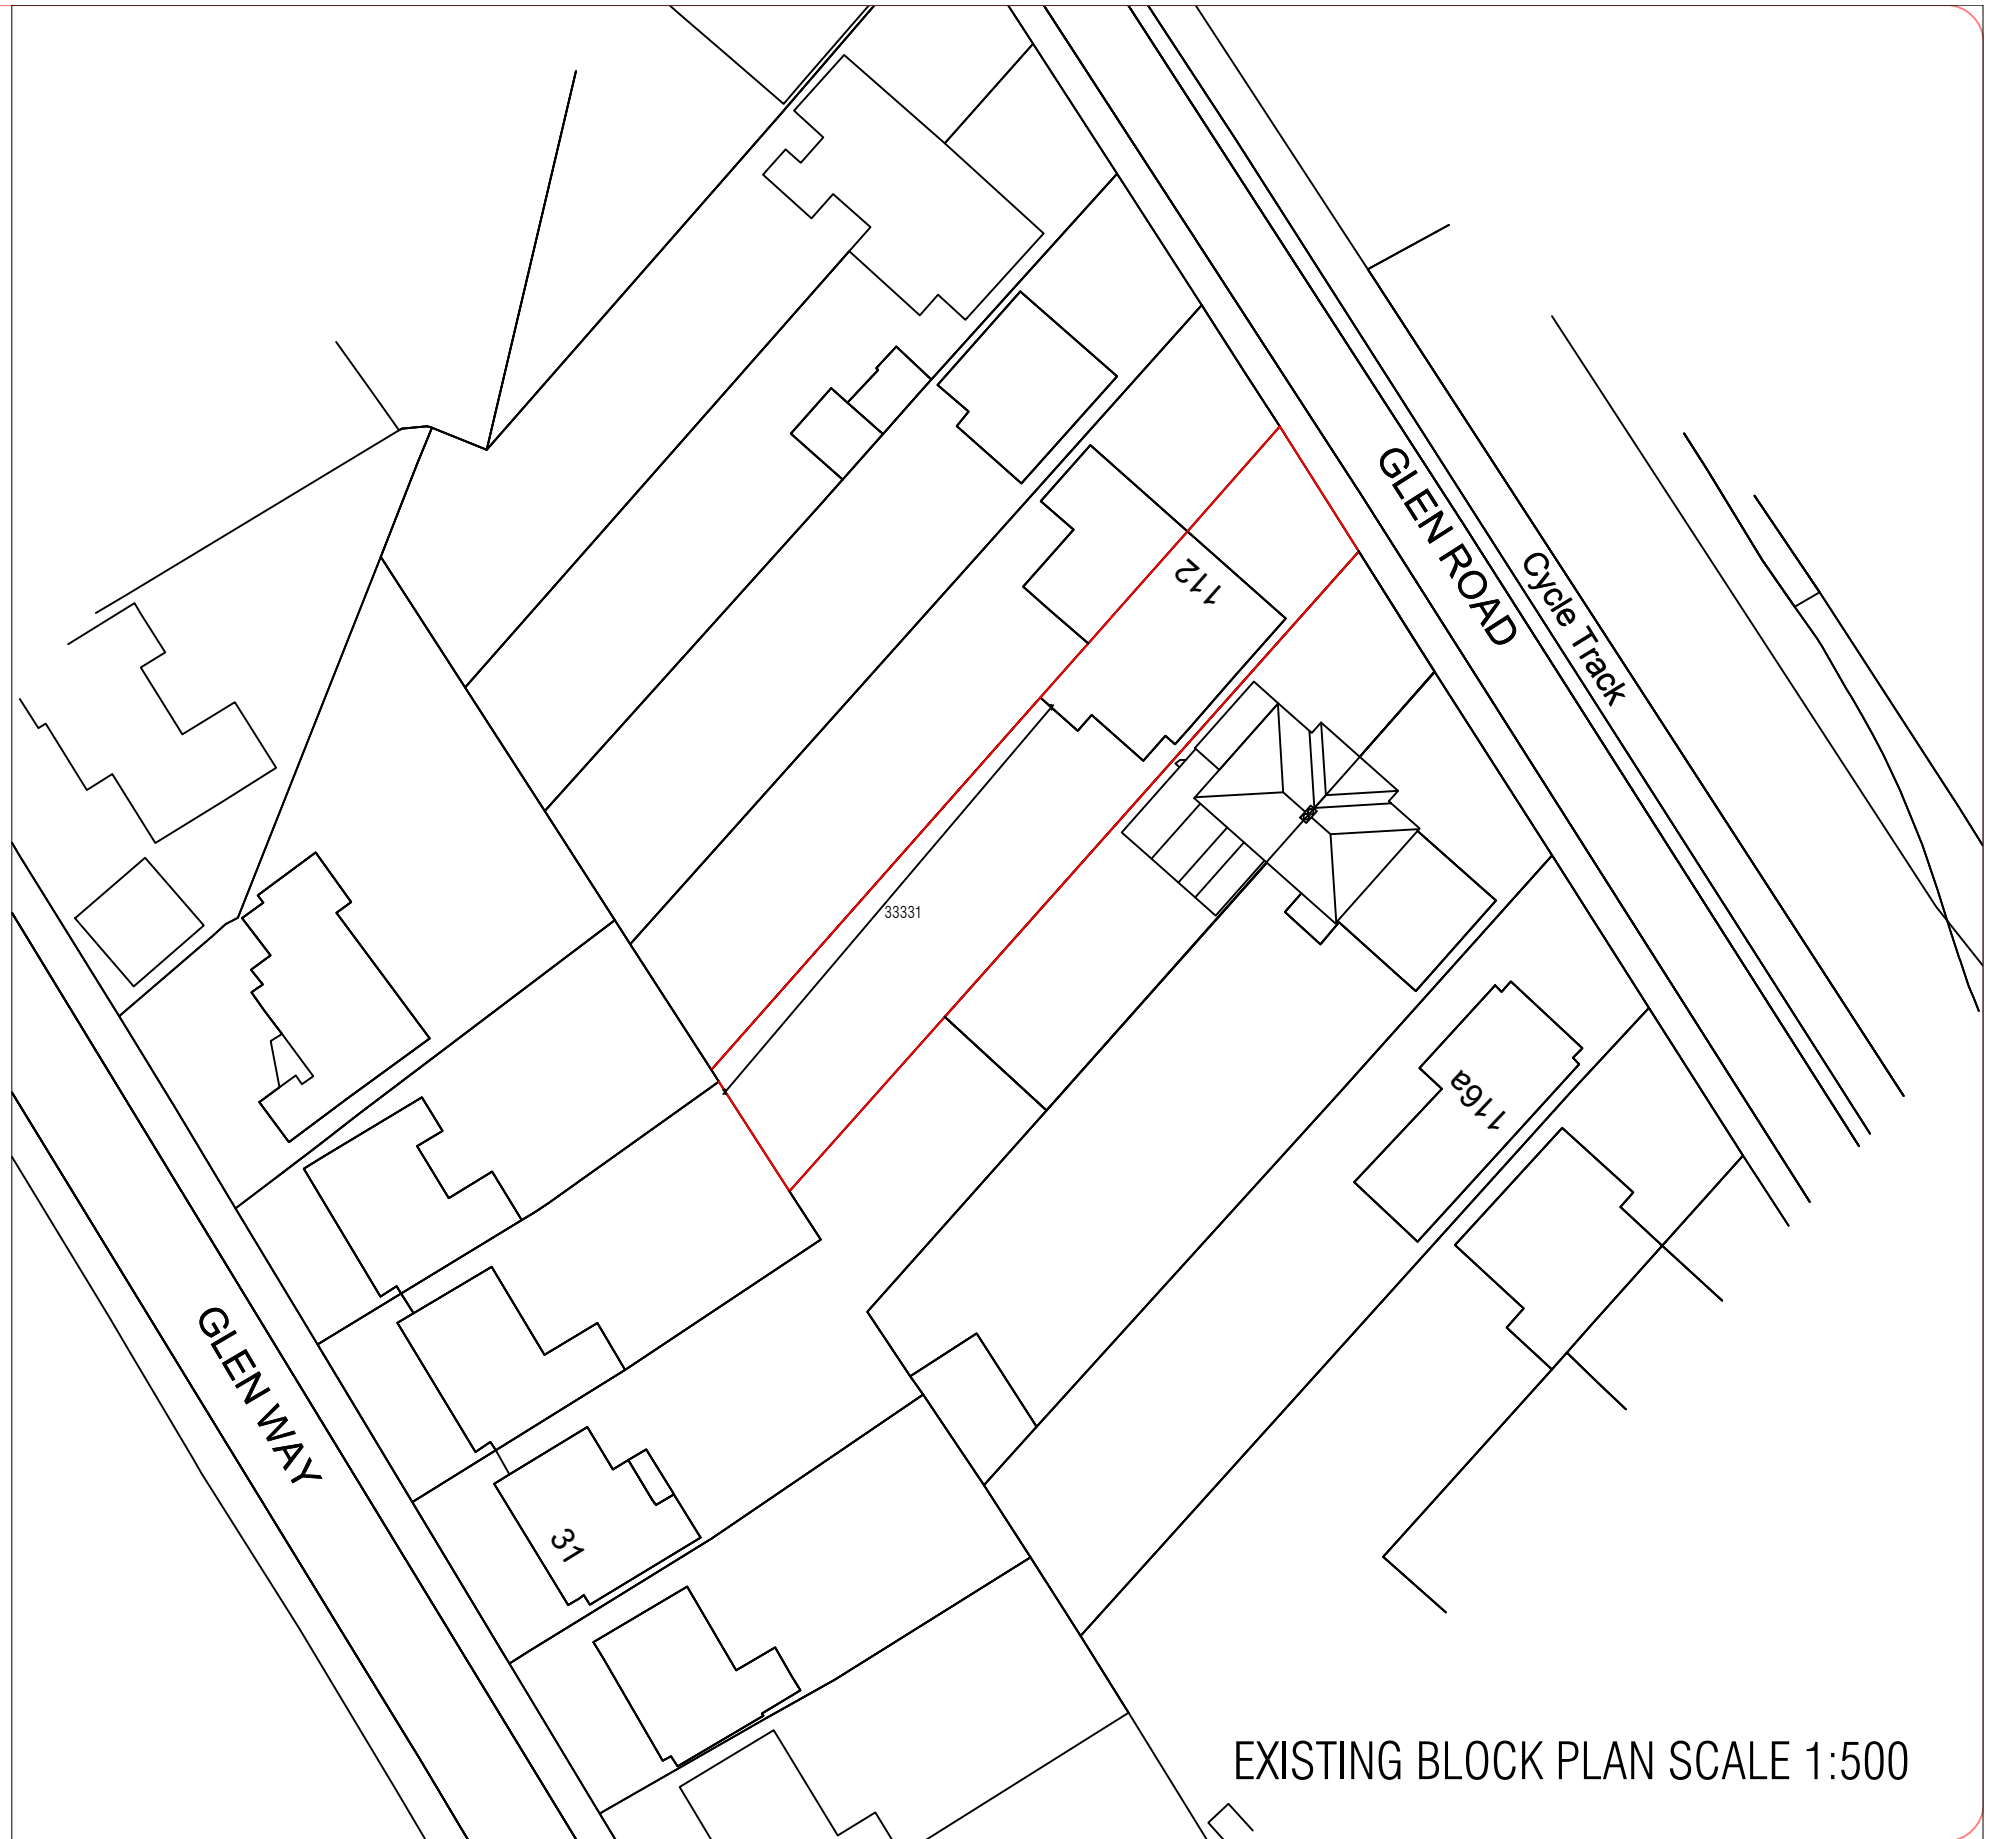 GLEN ROAD
Cycle Track
112
33331
116a
GLEN WAY
31
EXISTING BLOCK PLAN SCALE 1:500